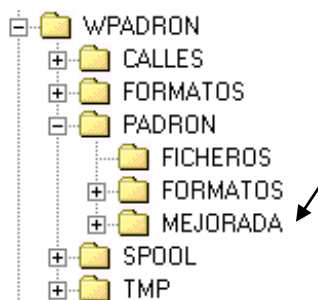 WPADRON
CALLES
FORMATOS
PADRON
FICHEROS
FORMATOS
MEJORADA
SPOOL
TMP